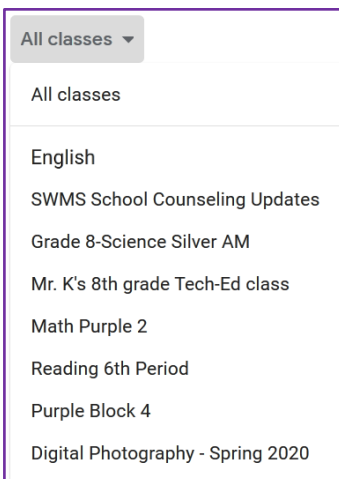 All classes
All classes
English
SWMS School Counseling Updates
Grade 8-Science Silver AM
Mr. K's 8th grade Tech-Ed class
Math Purple 2
Reading 6th Period
Purple Block 4
Digital Photography - Spring 2020